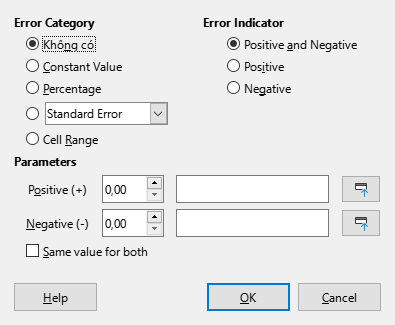 Error Category
Error Indicator
Không có
Positive and Negative
Constant Value
Positive
Percentage
Negative
Standard Error
Cell Range
Parameters
Positive (+)
0,00
Negative (-)
0,00
Same value for both
Help
OK
Cancel